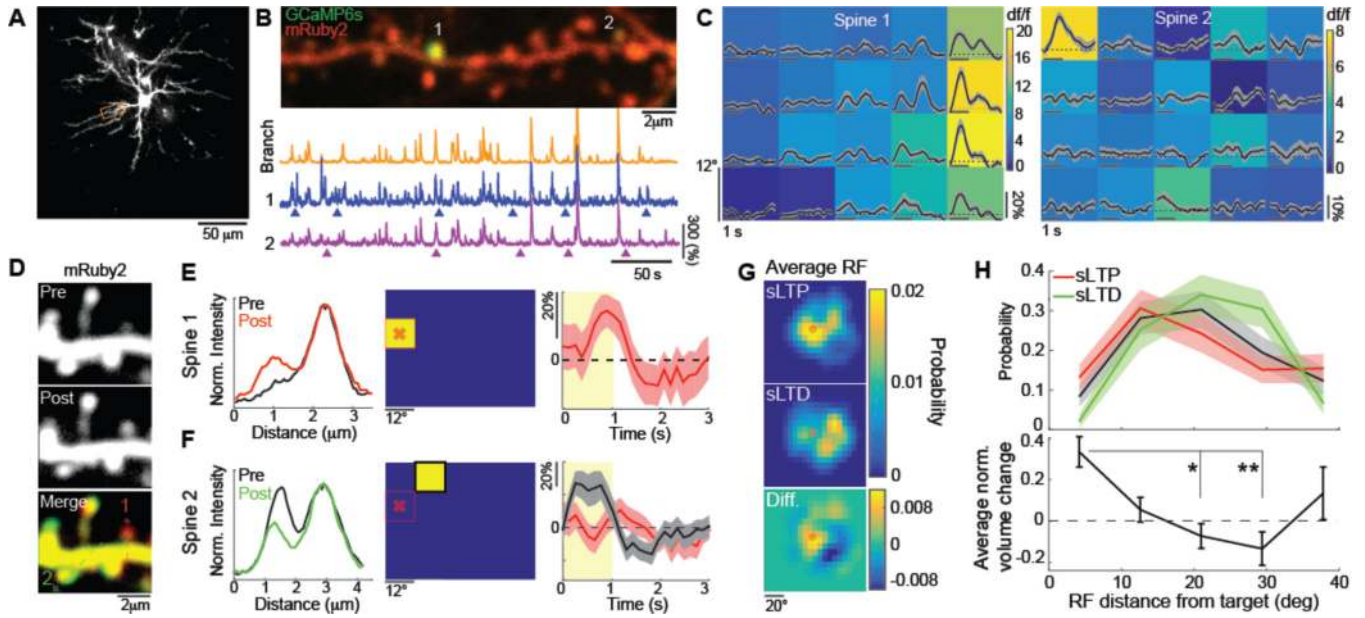 A
50 μm
B
GCaMP6s
mRuby2
1
2
2μm
Branch
1
2
300 (%)
50 s
C
Spine 1
df/f
20
16
12
8
4
0
12°
20%
1 s
Spine 2
df/f
8
6
4
2
0
10%
1 s
D
mRuby2
Pre
Post
Merge
1
2
2μm
E
Spine 1
Norm. Intensity
Pre
Post
0 1 2 3
Distance (μm)
12°
20%
0
0 1 2 3
Time (s)
F
Spine 2
Norm. Intensity
Pre
Post
0 1 2 3 4
Distance (μm)
12°
20%
0
0 1 2 3
Time (s)
G
Average RF
sLTP
sLTD
Diff.
20°
0.02
0.01
0
Probability
0.008
0
-0.008
H
sLTP
sLTD
Probability
0.4
0.3
0.2
0.1
0
Average norm.
volume change
0.4
0.2
0
-0.2
* **
0 10 20 30 40
RF distance from target (deg)